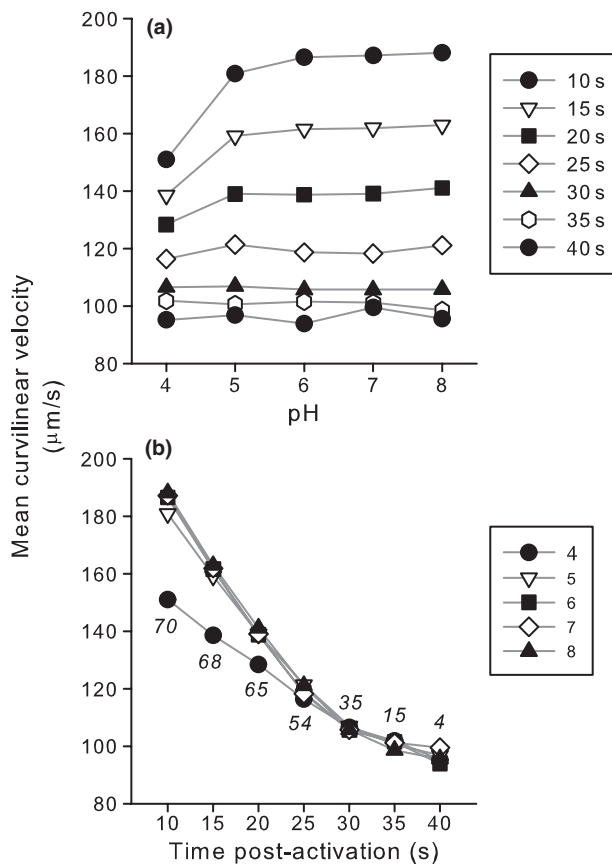 (a)
200
180
160
140
120
100
80
4 5 6 7 8
pH
10 s
15 s
20 s
25 s
30 s
35 s
40 s
Mean curvilinear velocity
(μm/s)
(b)
200
180
160
140
120
100
80
70 68 65 54 35 15 4
10 15 20 25 30 35 40
Time post-activation (s)
4
5
6
7
8